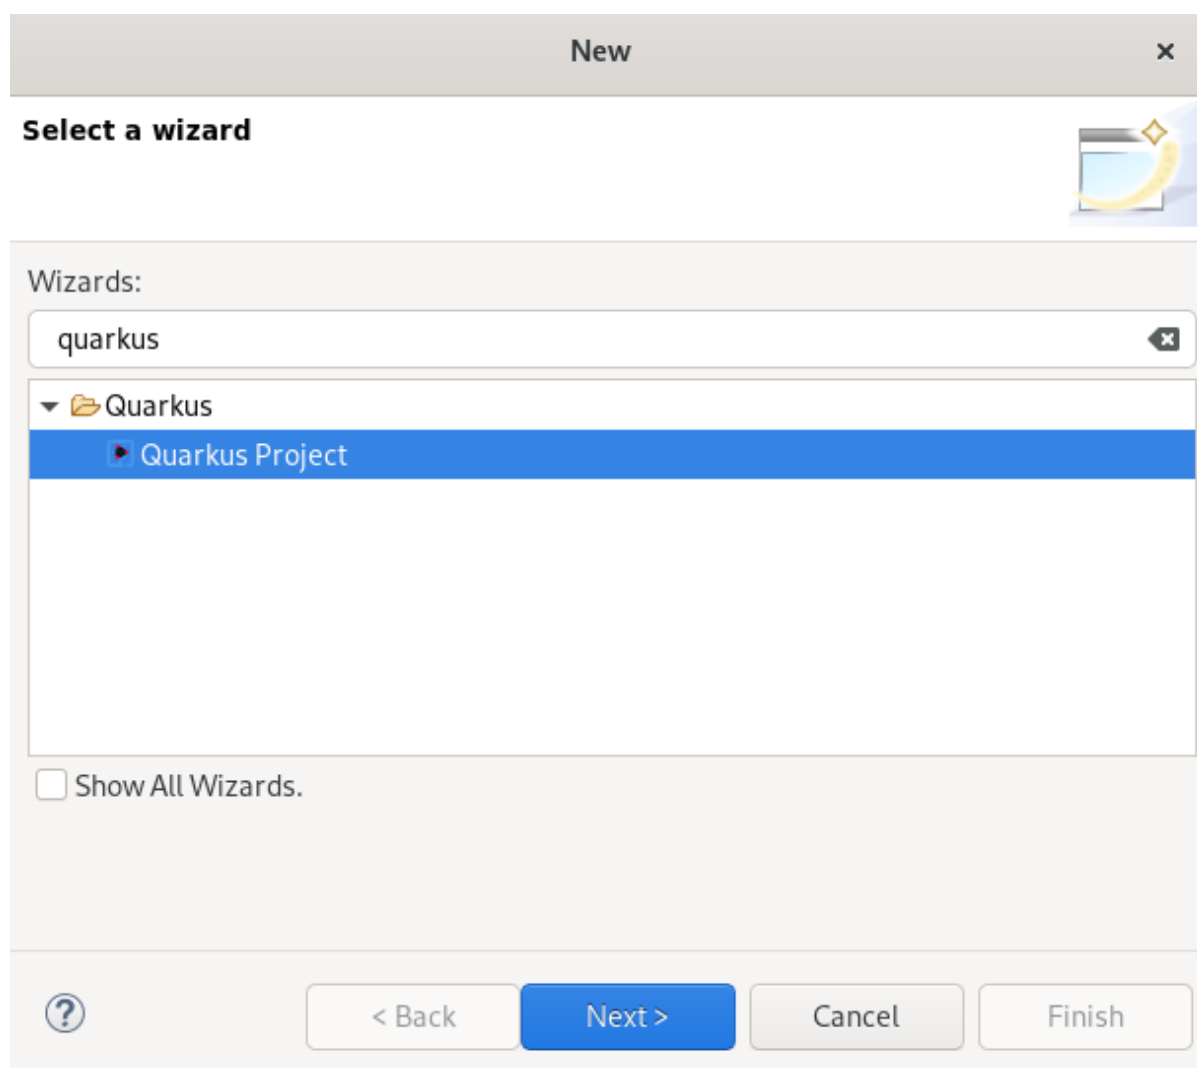 New
Select a wizard
Wizards:
quarkus
Quarkus
Quarkus Project
Show All Wizards.
< Back Next > Cancel Finish